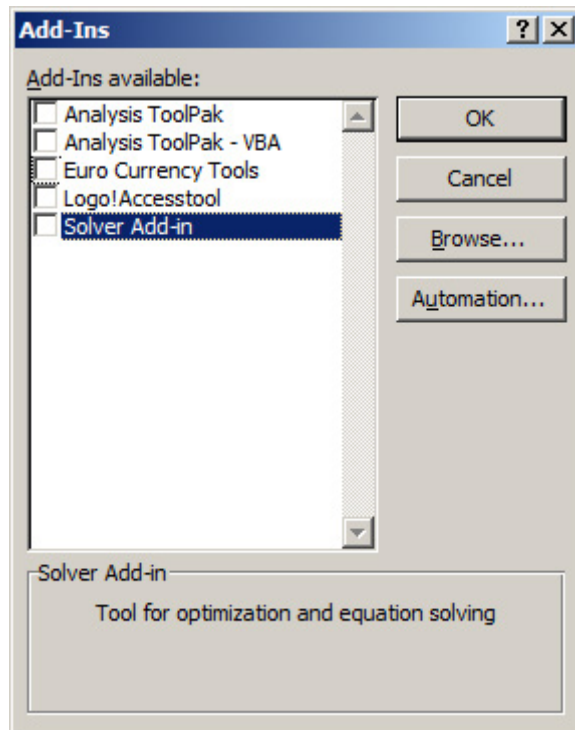 Add-Ins
Add-Ins available:
Analysis ToolPak
Analysis ToolPak - VBA
Euro Currency Tools
Logo!Accesstool
Solver Add-in
OK
Cancel
Browse...
Automation...
Solver Add-in
Tool for optimization and equation solving